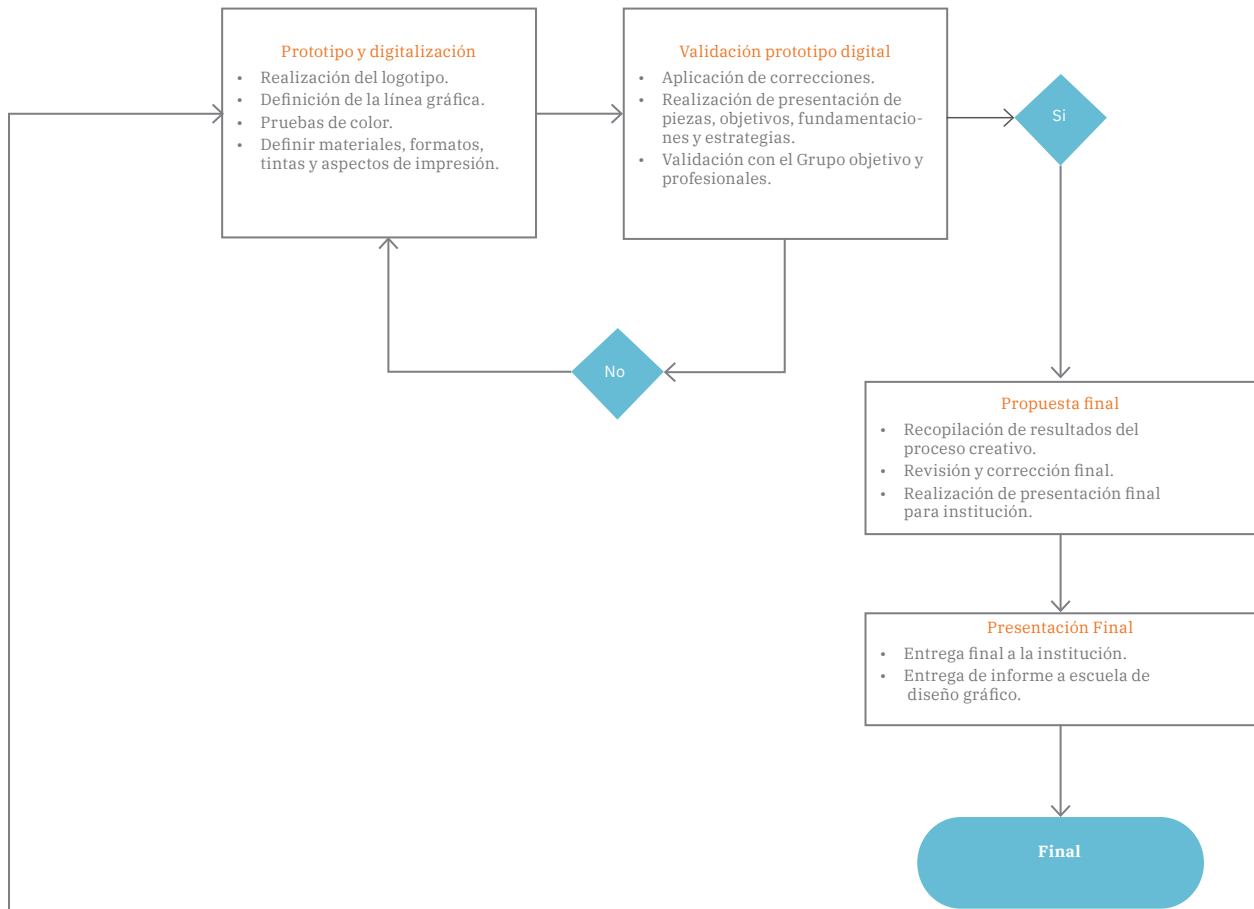 Prototipo y digitalización
• Realización del logotipo.
• Definición de la línea gráfica.
• Pruebas de color.
• Definir materiales, formatos,
tintas y aspectos de impresión.
Validación prototipo digital
• Aplicación de correcciones.
• Realización de presentación de
piezas, objetivos, fundamentacio-
nes y estrategias.
• Validación con el Grupo objetivo y
profesionales.
Si
No
Propuesta final
• Recopilación de resultados del
proceso creativo.
• Revisión y corrección final.
• Realización de presentación final
para institución.
Presentación Final
• Entrega final a la institución.
• Entrega de informe a escuela de
diseño gráfico.
Final